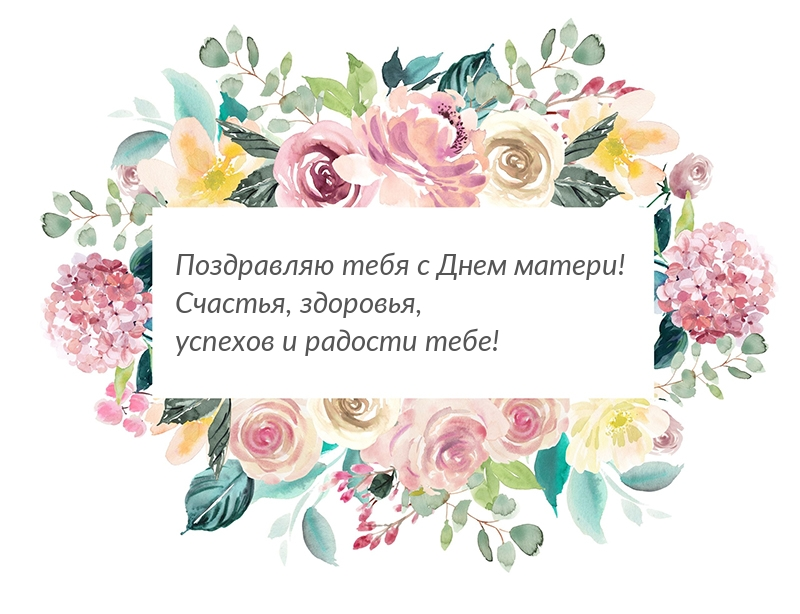 Поздравляю тебя с Днем матери!
Счастья, здоровья,
успехов и радости тебе!